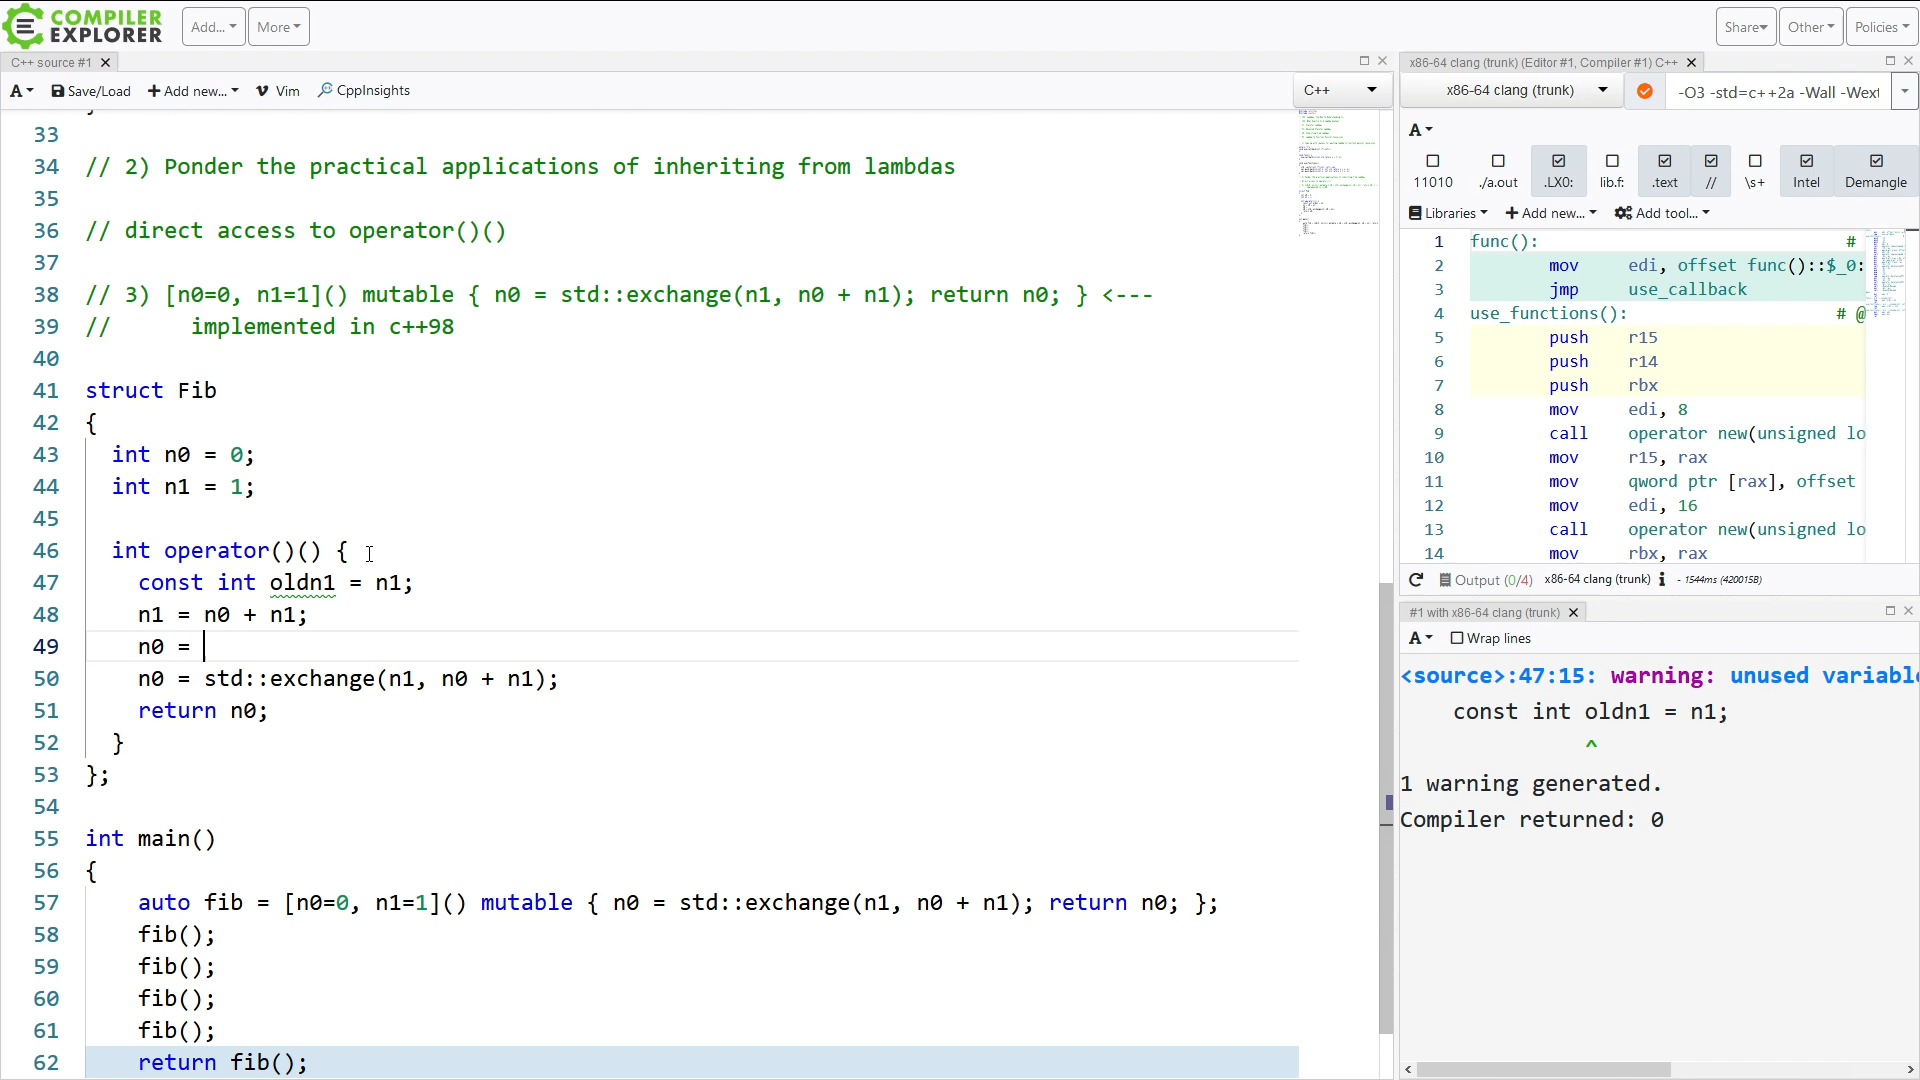 COMPILER
EXPLORER
Add...
More
Share
Other
Policies
C++ source #1
A
Save/Load
Add new...
Vim
CppInsights
C++
33
34 // 2) Ponder the practical applications of inheriting from lambdas
35
36 // direct access to operator()()
37
38 // 3) [n0=0, n1=1]() mutable { n0 = std::exchange(n1, n0 + n1); return n0; } <---
39 // implemented in c++98
40
41 struct Fib
42 {
43 int n0 = 0;
44 int n1 = 1;
45
46 int operator()() {
47 const int oldn1 = n1;
48 n1 = n0 + n1;
49 n0 =
50 n0 = std::exchange(n1, n0 + n1);
51 return n0;
52 }
53 };
54
55 int main()
56 {
57 auto fib = [n0=0, n1=1]() mutable { n0 = std::exchange(n1, n0 + n1); return n0; };
58 fib();
59 fib();
60 fib();
61 fib();
62 return fib();
x86-64 clang (trunk) (Editor #1, Compiler #1) C++
x86-64 clang (trunk)
-O3 -std=c++2a -Wall -Wext
A
11010
./a.out
.LX0:
lib.f:
.text
//
\s+
Intel
Demangle
Libraries
Add new...
Add tool...
1 func(): #
2 mov edi, offset func()::$_0:
3 jmp use_callback
4 use_functions(): # @
5 push r15
6 push r14
7 push rbx
8 mov edi, 8
9 call operator new(unsigned lo
10 mov r15, rax
11 mov qword ptr [rax], offset
12 mov edi, 16
13 call operator new(unsigned lo
14 mov rbx, rax
Output (0/4) x86-64 clang (trunk) i - 1544ms (420015B)
#1 with x86-64 clang (trunk)
A
Wrap lines
<source>:47:15: warning: unused variabl
const int oldn1 = n1;
^
1 warning generated.
Compiler returned: 0